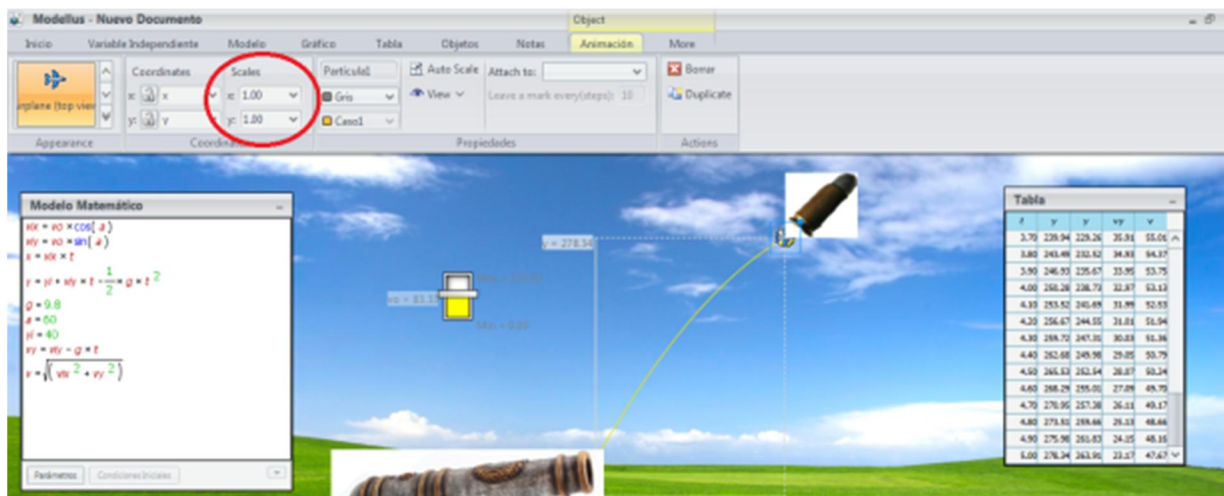 Modellus - Nuevo Documento
Object
Inicio Variable Independiente Modelo Gráfico Tabla Objetos Notas Animación More
Coordinates Scales Partícula1 Auto Scale Attach to: Borrar
x: x x: 1.00 Gris View Leave a mark every(steps): 10 Duplicate
airplane (top view
y: y y: 1.00 Caso1
Appearance Propiedades Actions
Modelo Matemático
vix = vo × cos( a )
viy = vo × sin( a )
x = vix × t
y = yi + viy × t - 1/2 × g × t 2
g = 9.8
a = 60
yi = 40
vy = viy - g × t
v = √( vix 2 + vy 2 )
Parámetros Condiciones Iniciales
y = 278.34
Min = 0.00
Tabla
t y y vy v
3.70 239.94 229.26 35.91 55.01
3.80 243.49 232.52 34.93 54.37
3.90 246.93 235.67 33.95 53.75
4.00 250.28 238.73 32.97 53.13
4.10 253.52 241.69 31.99 52.53
4.20 256.67 244.55 31.01 51.94
4.30 259.72 247.31 30.03 51.36
4.40 262.68 249.98 29.05 50.79
4.50 265.53 252.54 28.07 50.24
4.60 268.29 255.01 27.09 49.70
4.70 270.95 257.38 26.11 49.17
4.80 273.51 259.66 25.13 48.66
4.90 275.98 261.83 24.15 48.16
5.00 278.34 263.91 23.17 47.67